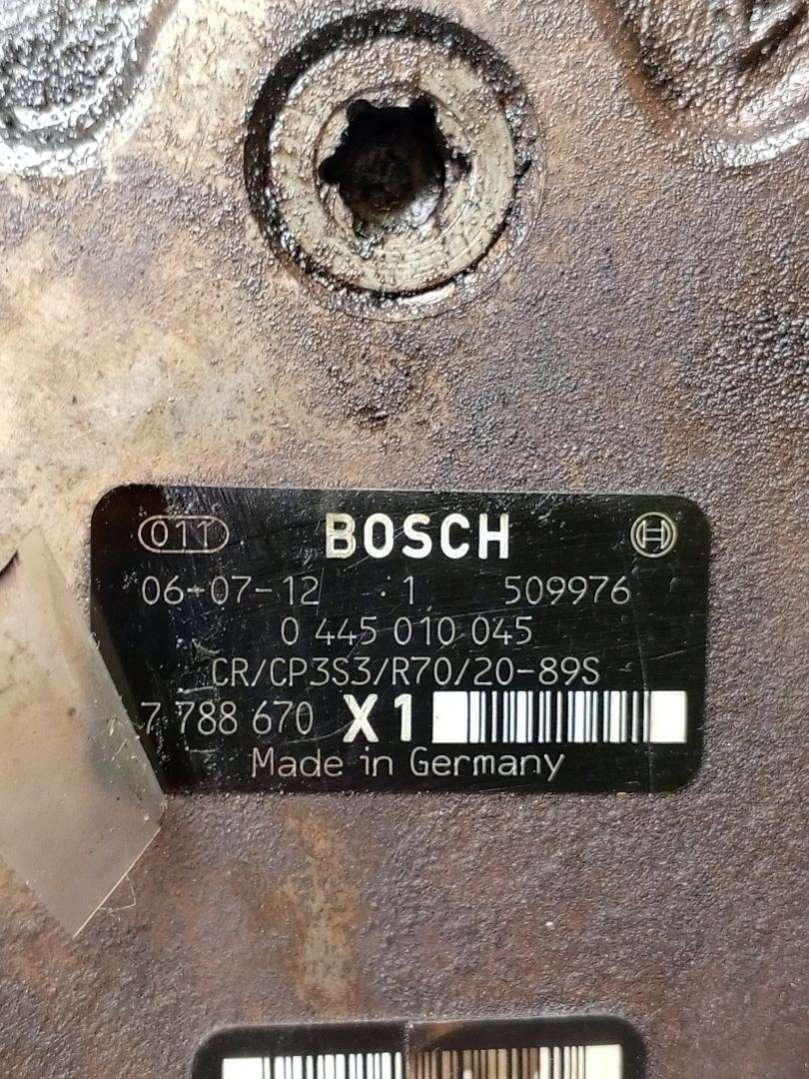 011 BOSCH
06-07-12 1 509976
0 445 010 045
CR/CP3S3/R70/20-89S
7 788 670 X1
Made in Germany